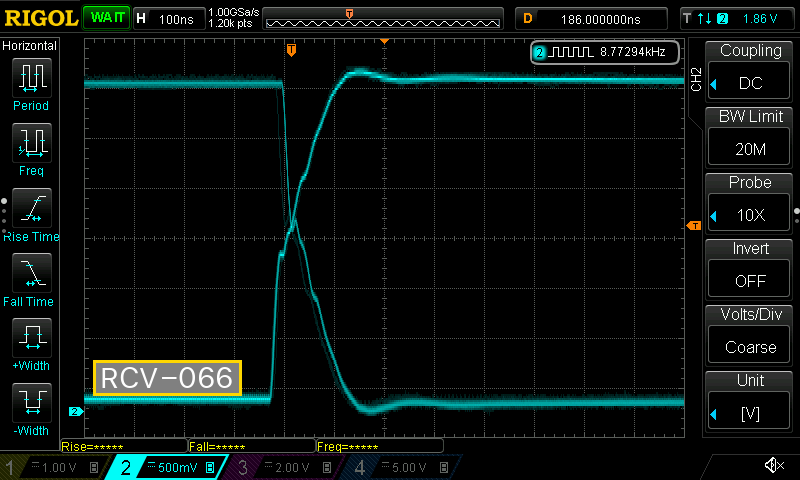 RIGOL WAIT H 100ns 1.00GSa/s 1.20k pts T D 186.000000ns T 2 1.86 V
Horizontal
Period
Freq
Rise Time
Fall Time
+Width
-Width
T
2 8.77294kHz
T
2
RCV-066
CH2
Coupling
DC
BW Limit
20M
Probe
10X
Invert
OFF
Volts/Div
Coarse
Unit
[V]
Rise=***** Fall=***** Freq=*****
1 1.00 V B 2 500mV B 3 2.00 V B 4 5.00 V B